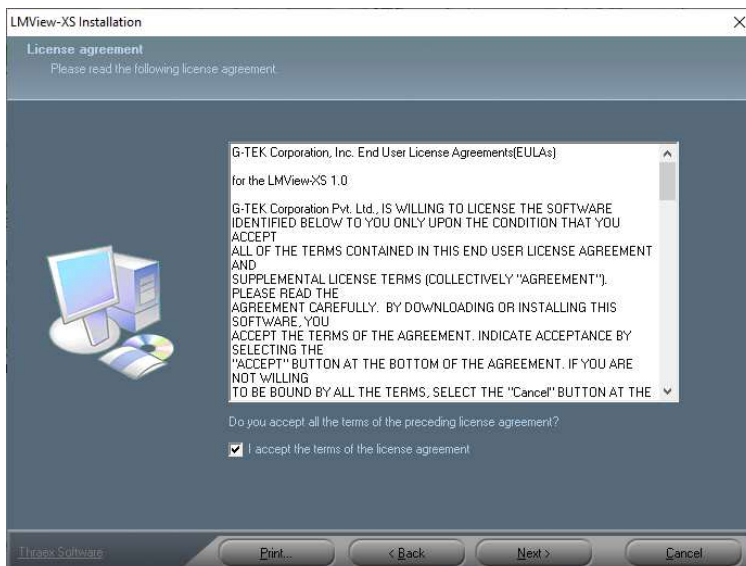 LMView-XS Installation
License agreement
Please read the following license agreement.
G-TEK Corporation, Inc. End User License Agreements(EULAs)
for the LMView-XS 1.0
G-TEK Corporation Pvt. Ltd., IS WILLING TO LICENSE THE SOFTWARE
IDENTIFIED BELOW TO YOU ONLY UPON THE CONDITION THAT YOU
ACCEPT
ALL OF THE TERMS CONTAINED IN THIS END USER LICENSE AGREEMENT
AND
SUPPLEMENTAL LICENSE TERMS (COLLECTIVELY "AGREEMENT").
PLEASE READ THE
AGREEMENT CAREFULLY. BY DOWNLOADING OR INSTALLING THIS
SOFTWARE, YOU
ACCEPT THE TERMS OF THE AGREEMENT. INDICATE ACCEPTANCE BY
SELECTING THE
"ACCEPT" BUTTON AT THE BOTTOM OF THE AGREEMENT. IF YOU ARE
NOT WILLING
TO BE BOUND BY ALL THE TERMS, SELECT THE "Cancel" BUTTON AT THE
Do you accept all the terms of the preceding license agreement?
I accept the terms of the license agreement
Thraex Software
Print... < Back Next > Cancel